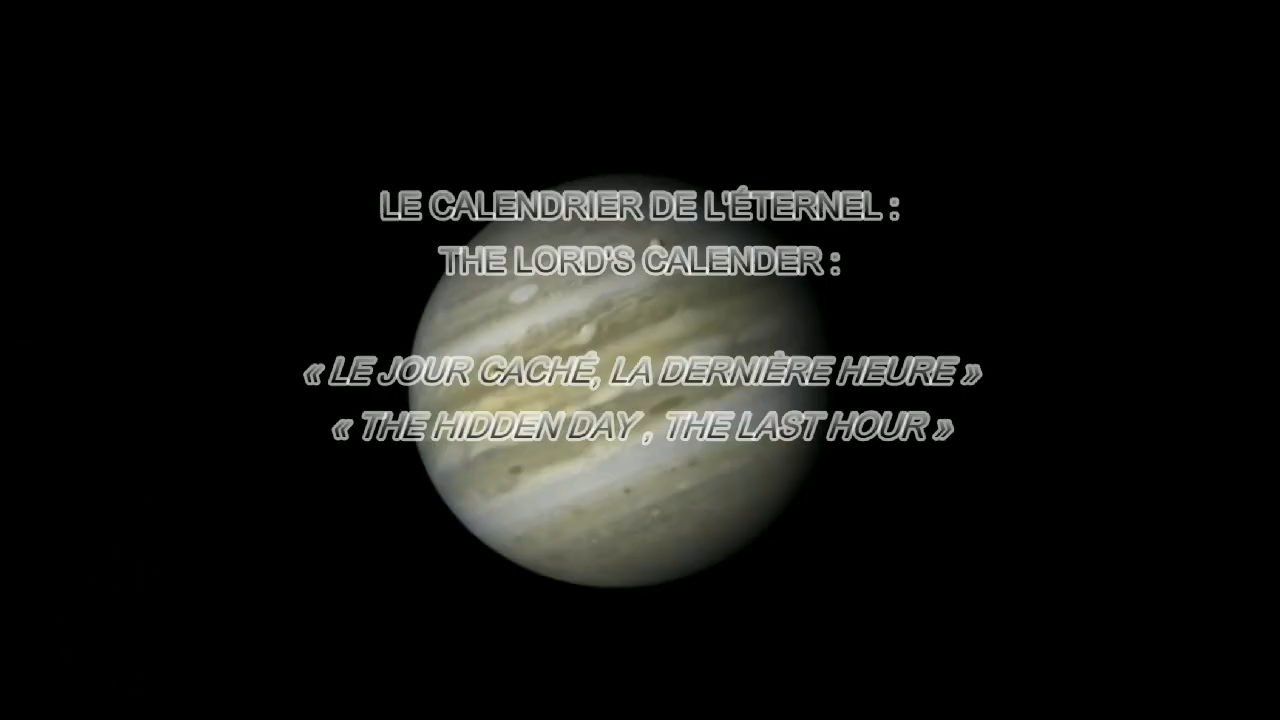 LE CALENDRIER DE L'ÉTERNEL :
THE LORD'S CALENDER :
« LE JOUR CACHÉ, LA DERNIÈRE HEURE »
« THE HIDDEN DAY , THE LAST HOUR »